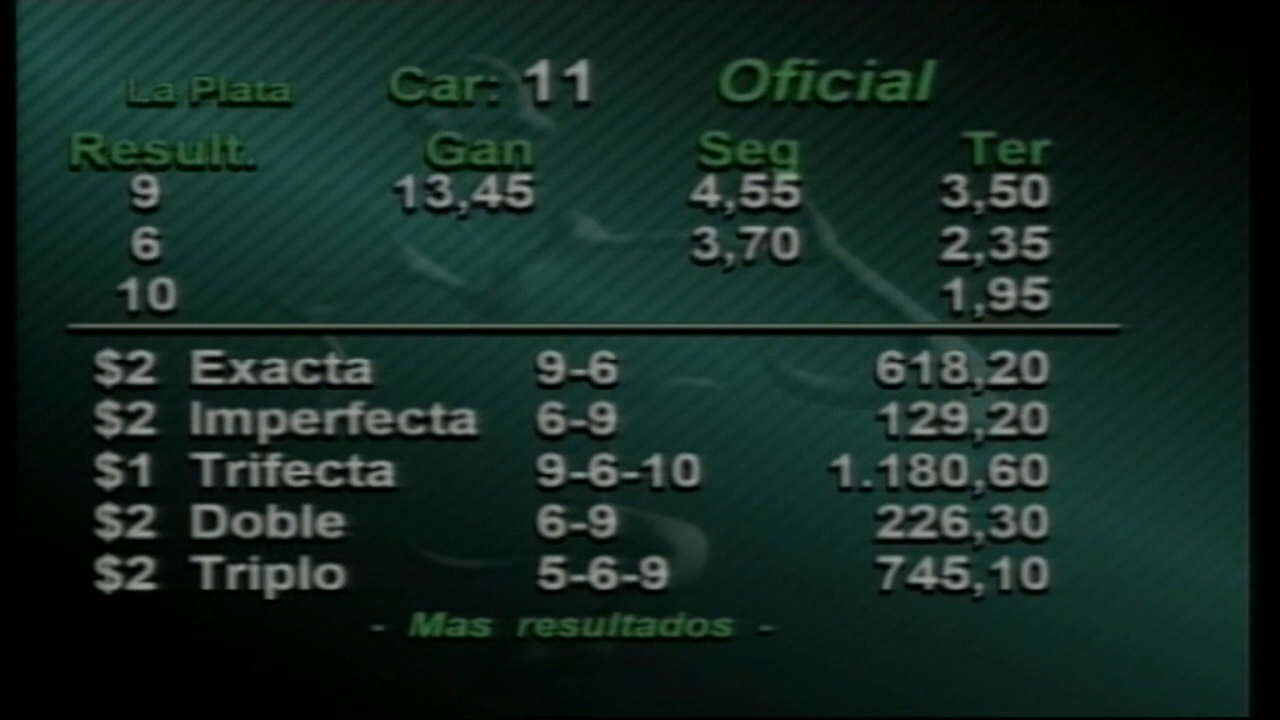 La Plata Car: 11 Oficial
Result. Gan Seg Ter
9 13,45 4,55 3,50
6 3,70 2,35
10 1,95
$2 Exacta 9-6 618,20
$2 Imperfecta 6-9 129,20
$1 Trifecta 9-6-10 1.180,60
$2 Doble 6-9 226,30
$2 Triplo 5-6-9 745,10
- Mas resultados -